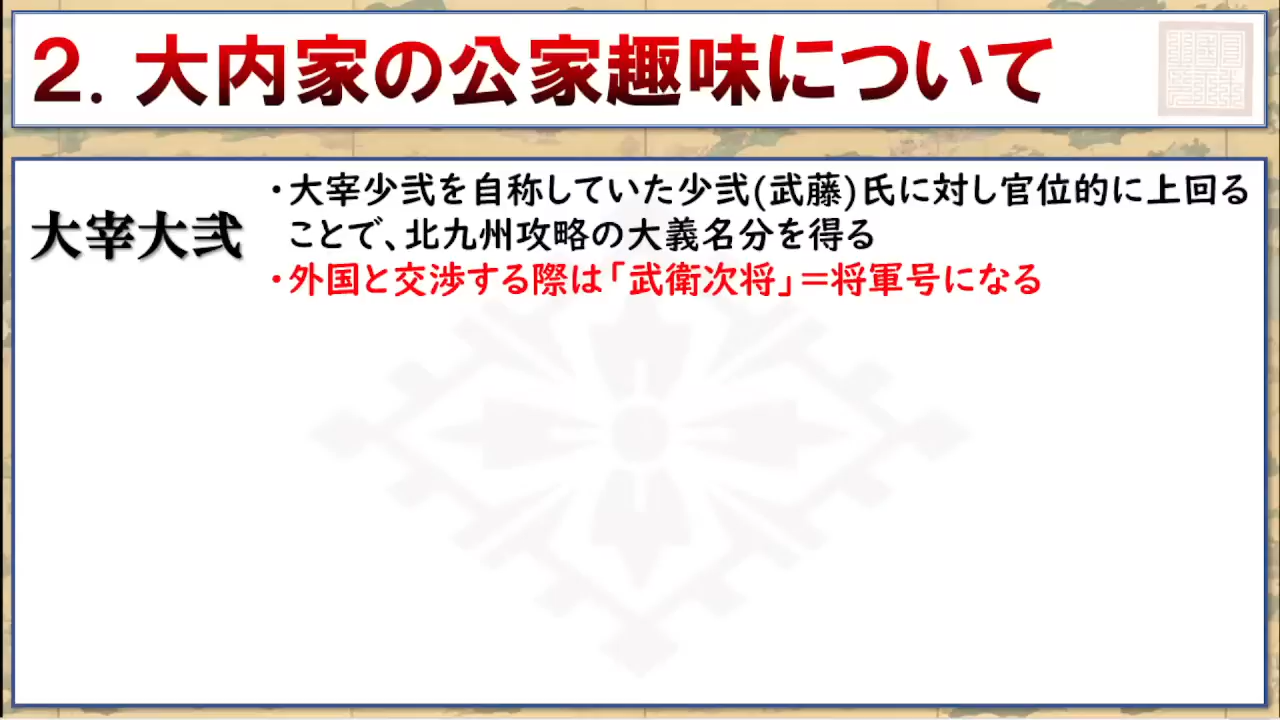 2. 大内家の公家趣味について
大宰大弐
・大宰少弐を自称していた少弐(武藤)氏に対し官位的に上回る
ことで、北九州攻略の大義名分を得る
・外国と交渉する際は「武衛次将」＝将軍号になる